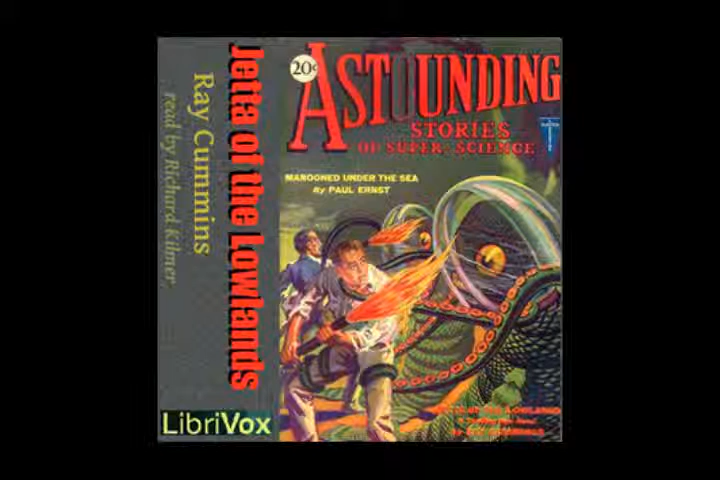 Jetta of the Lowlands
Ray Cummins
read by Richard Kilmer
LibriVox
20¢
ASTOUNDING
STORIES
OF SUPER-SCIENCE
MAROONED UNDER THE SEA
By PAUL ERNST